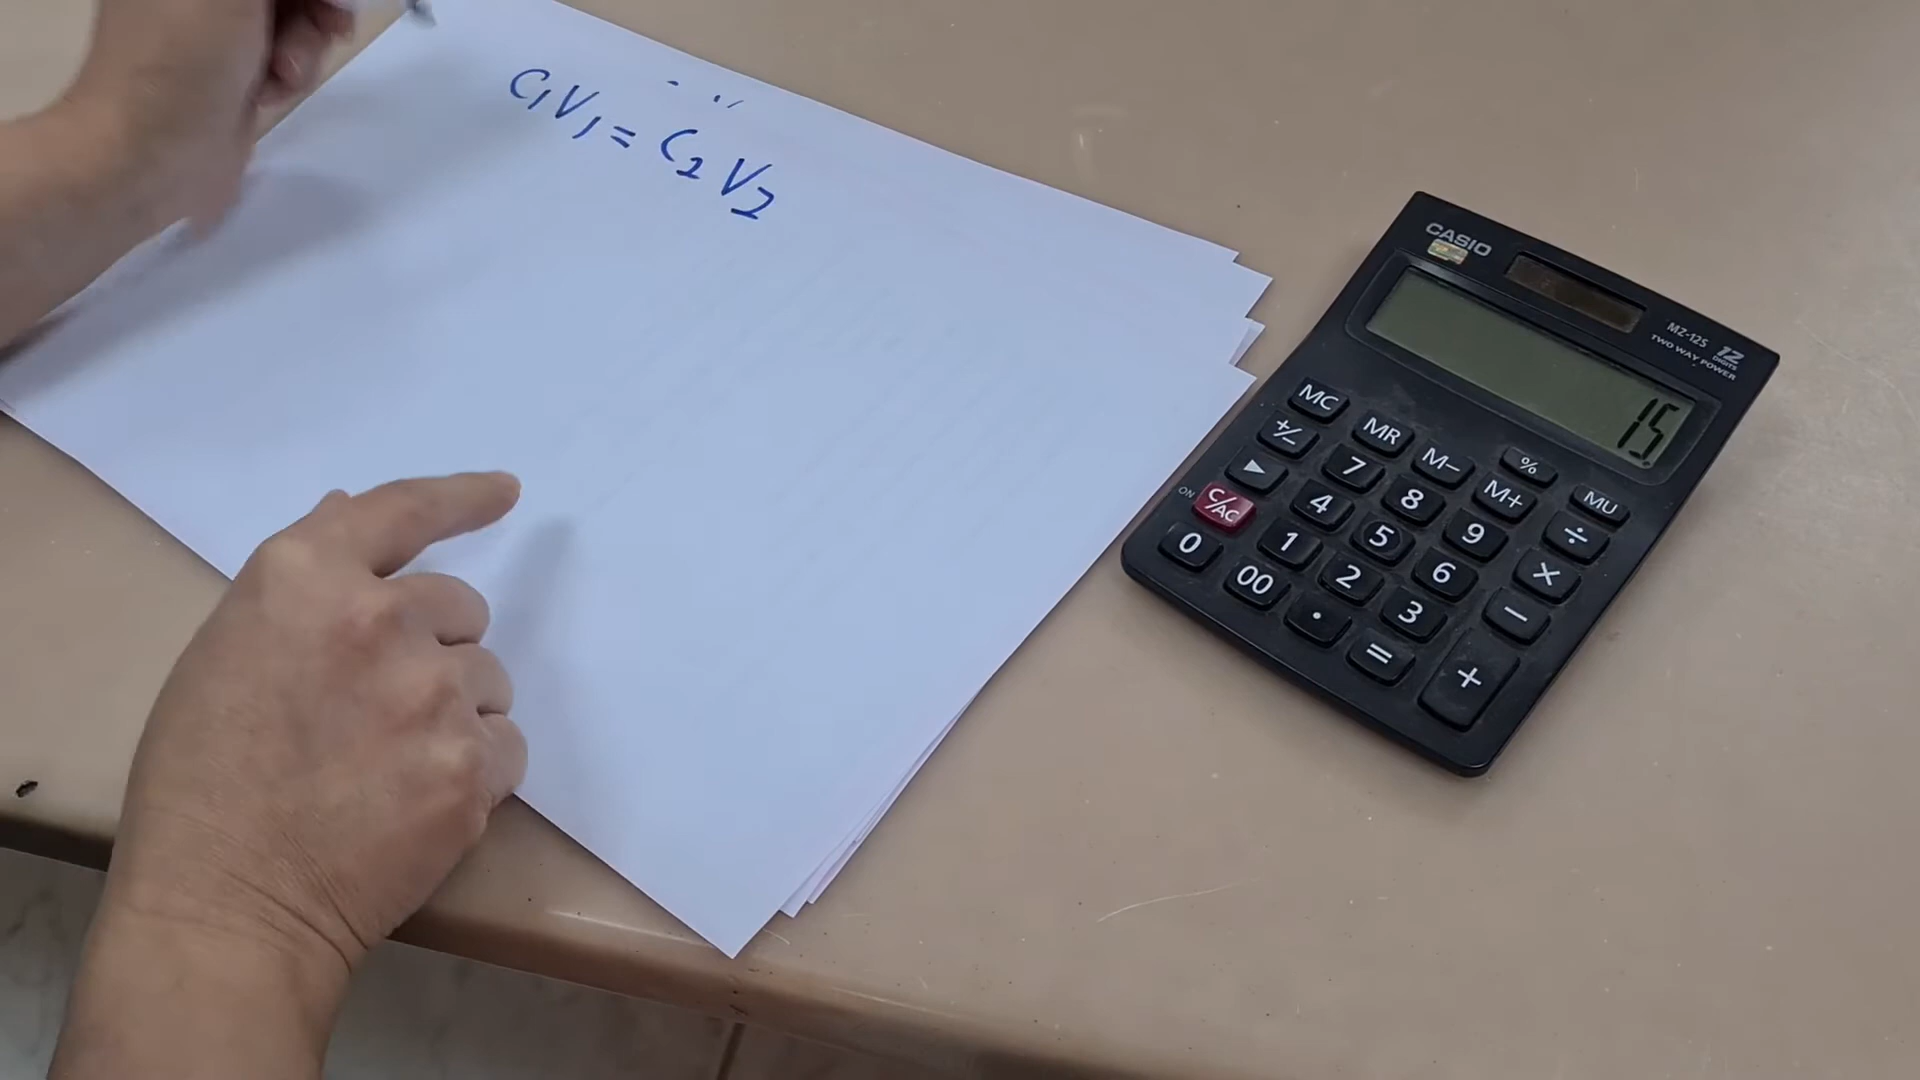 C₁V₁ = C₂V₂
CASIO
MZ-12S
12 DIGITS
TWO WAY POWER
15.
MC MR M− % MU
+/− 7 8 M+ ÷
▶ 4 5 9 ×
ON C/AC 1 2 6 −
0 00 · 3 +
=